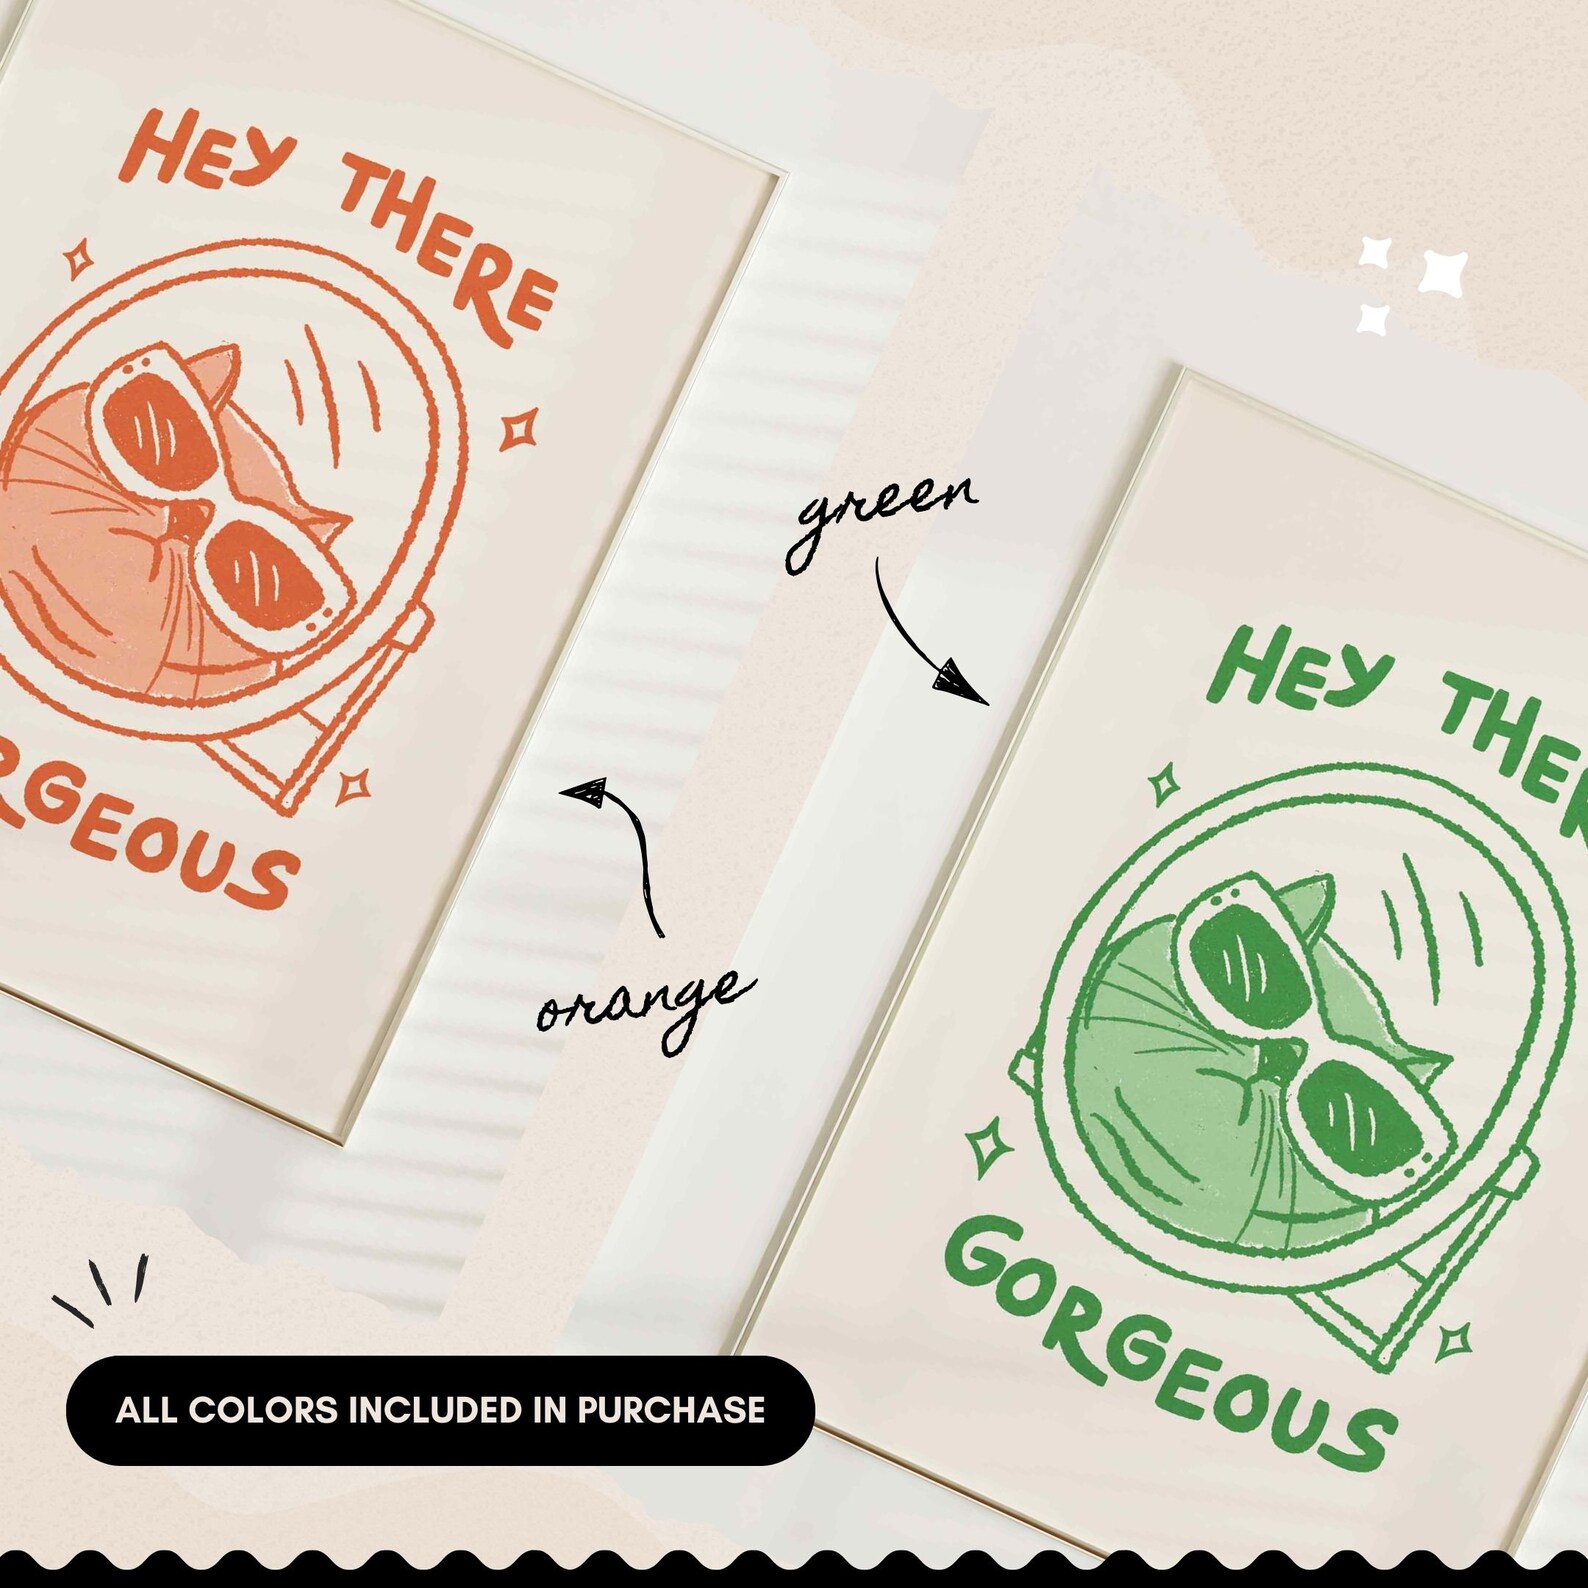 HEY THERE
RGEOUS
green
orange
HEY THER
GORGEOUS
ALL COLORS INCLUDED IN PURCHASE